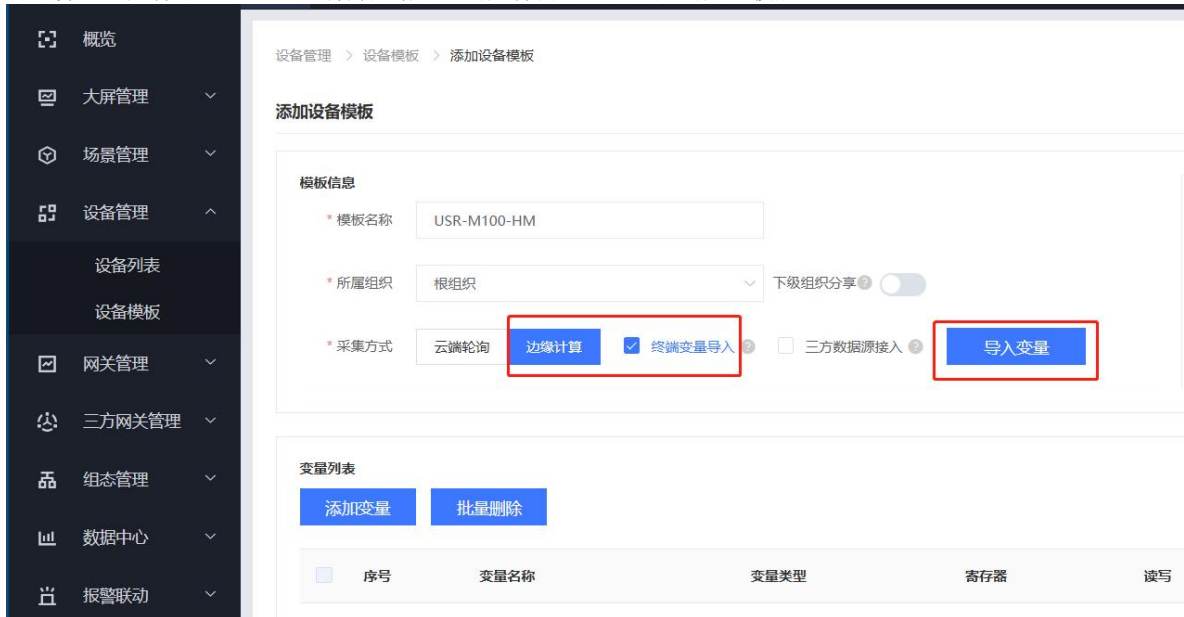 概览
大屏管理
场景管理
设备管理
设备列表
设备模板
网关管理
三方网关管理
组态管理
数据中心
报警联动
设备管理 > 设备模板 > 添加设备模板
添加设备模板
模板信息
* 模板名称 USR-M100-HM
* 所属组织 根组织 下级组织分享
* 采集方式 云端轮询 边缘计算 终端变量导入 三方数据源接入 导入变量
变量列表
添加变量 批量删除
序号 变量名称 变量类型 寄存器 读写